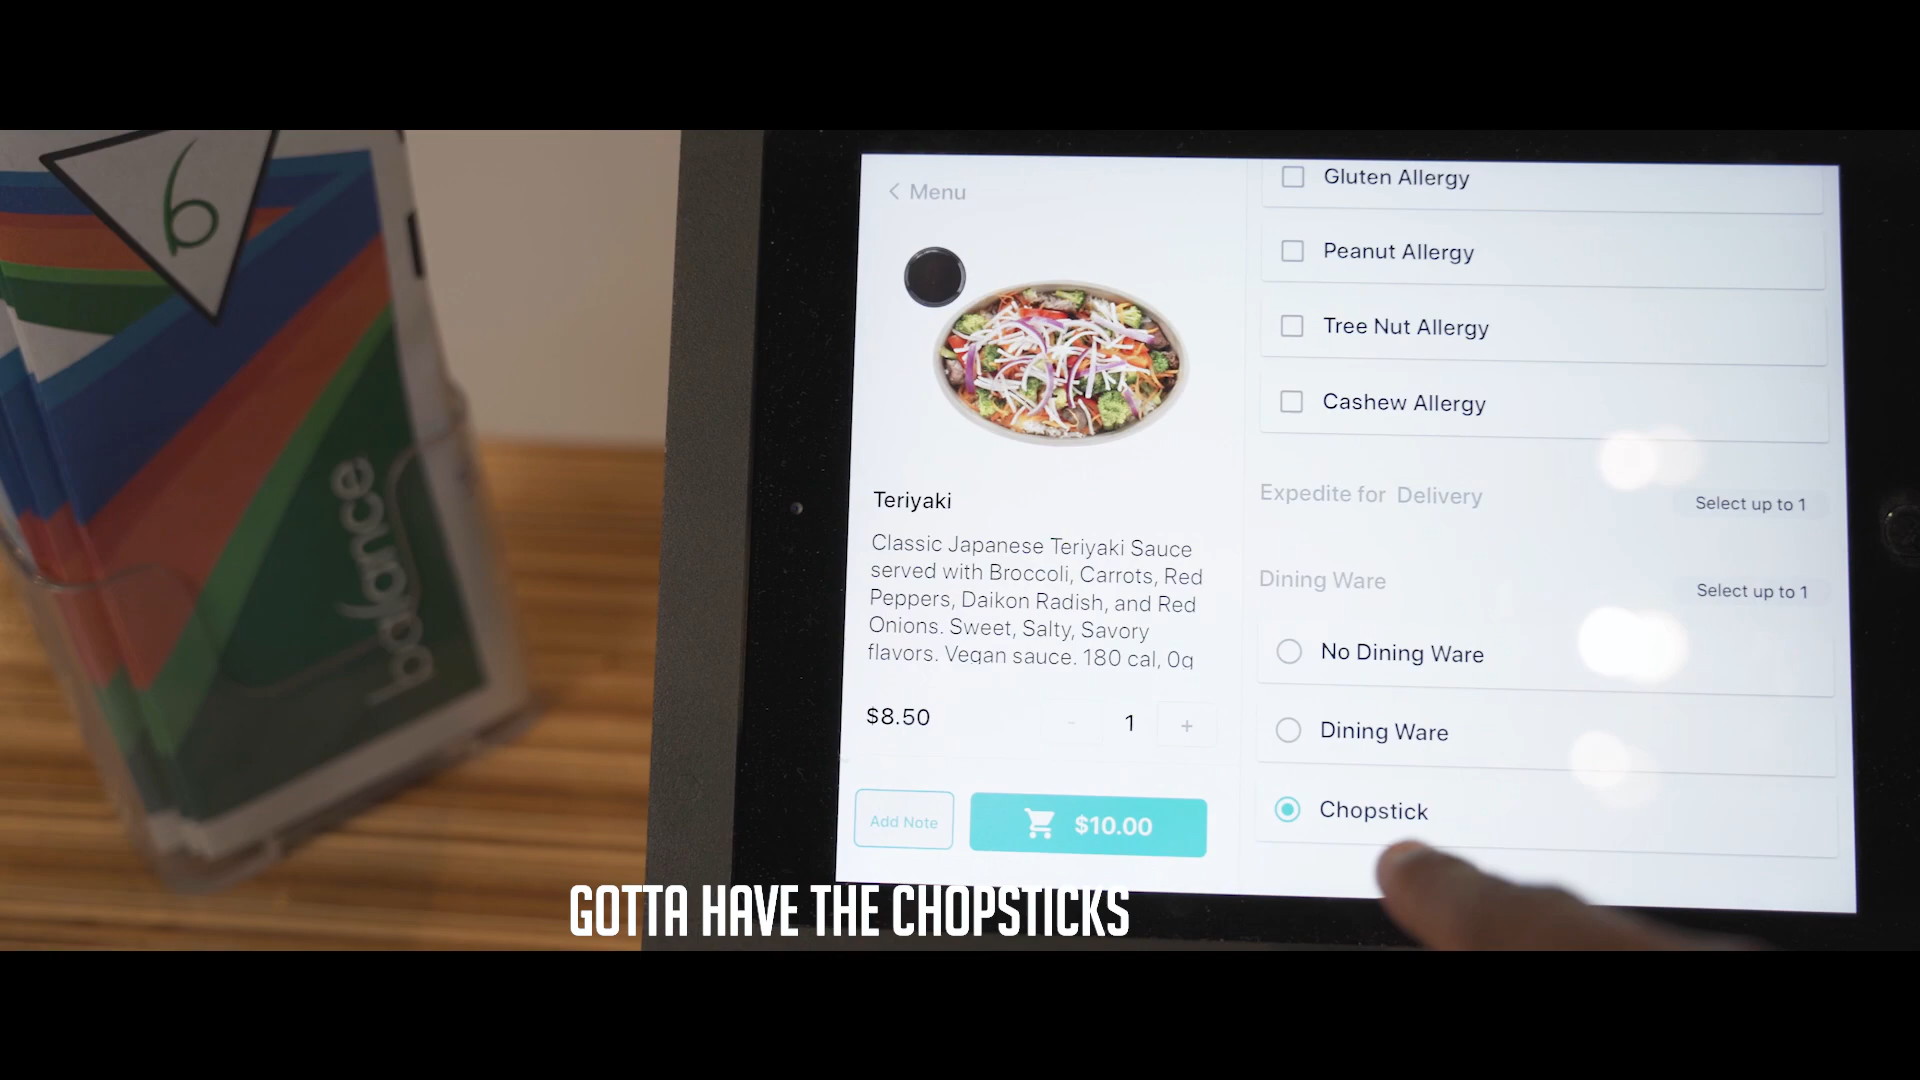 b
balance
< Menu
Teriyaki
Classic Japanese Teriyaki Sauce
served with Broccoli, Carrots, Red
Peppers, Daikon Radish, and Red
Onions. Sweet, Salty, Savory
flavors. Vegan sauce. 180 cal, 0g
$8.50
- 1 +
Add Note
$10.00
Gluten Allergy
Peanut Allergy
Tree Nut Allergy
Cashew Allergy
Expedite for Delivery
Select up to 1
Dining Ware
Select up to 1
No Dining Ware
Dining Ware
Chopstick
GOTTA HAVE THE CHOPSTICKS